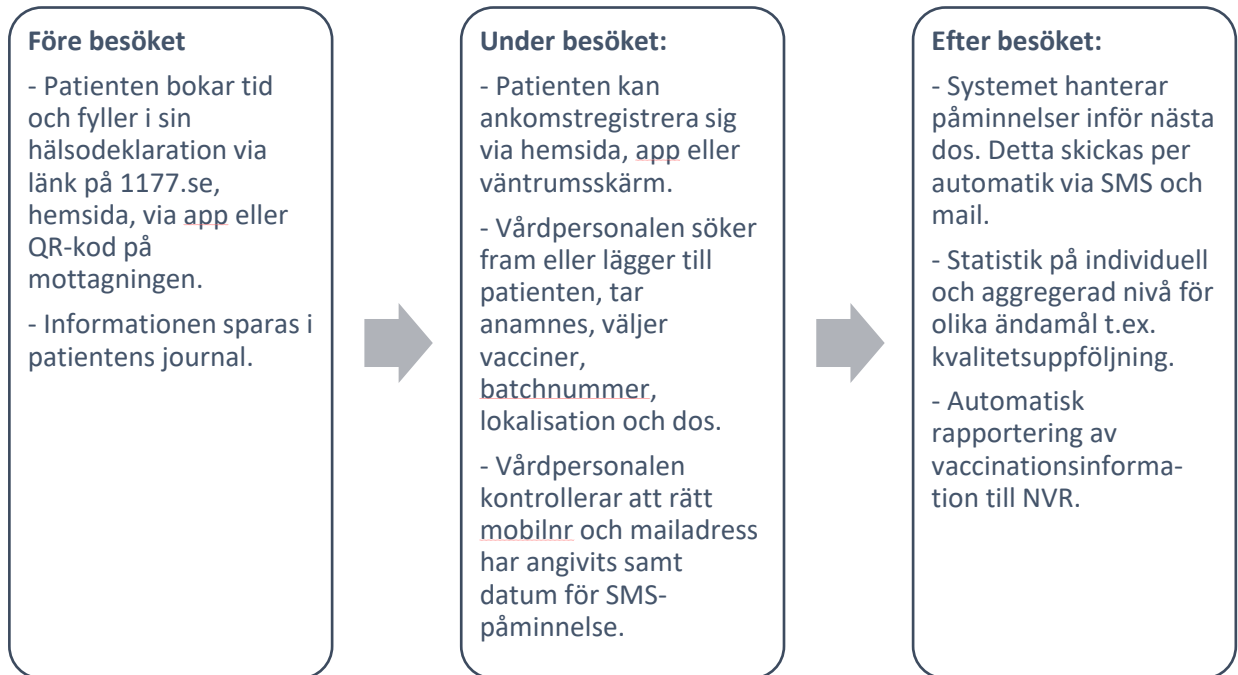 Före besöket
- Patienten bokar tid
och fyller i sin
hälsodeklaration via
länk på 1177.se,
hemsida, via app eller
QR-kod på
mottagningen.
- Informationen sparas i
patientens journal.
Under besöket:
- Patienten kan
ankomstregistrera sig
via hemsida, app eller
väntrumsskärm.
- Vårdpersonalen söker
fram eller lägger till
patienten, tar
anamnes, väljer
vacciner,
batchnummer,
lokalisation och dos.
- Vårdpersonalen
kontrollerar att rätt
mobilnr och mailadress
har angivits samt
datum för SMS-
påminnelse.
Efter besöket:
- Systemet hanterar
påminnelser inför nästa
dos. Detta skickas per
automatik via SMS och
mail.
- Statistik på individuell
och aggregerad nivå för
olika ändamål t.ex.
kvalitetsuppföljning.
- Automatisk
rapportering av
vaccinationsinforma-
tion till NVR.